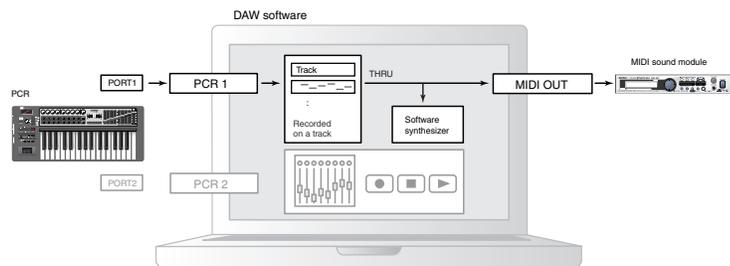 DAW software
MIDI sound module
PCR
PORT1
PCR 1
Track
THRU
MIDI OUT
:
Recorded
on a track
Software
synthesizer
PORT2
PCR 2